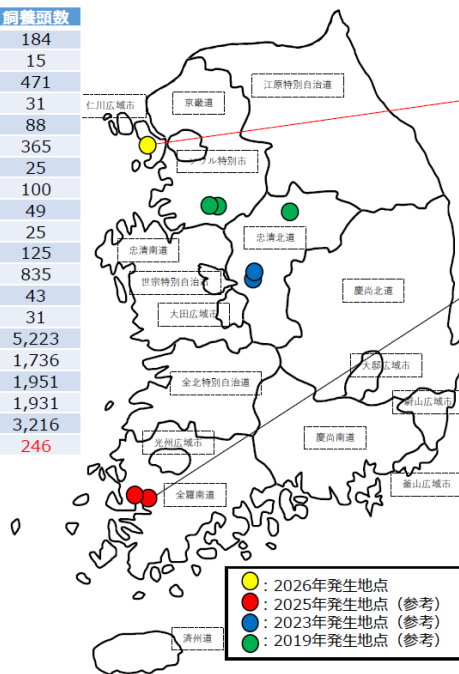 飼養頭数
184
15
471
31
88
365
25
100
49
25
125
835
43
31
5,223
1,736
1,951
1,931
3,216
246
江原特別自治道
京畿道
仁川広域市
ソウル特別市
忠清北道
忠清南道
世宗特別自治市
慶尚北道
大田広域市
大邱広域市
全北特別自治道
蔚山広域市
慶尚南道
光州広域市
釜山広域市
全羅南道
済州道
：2026年発生地点
：2025年発生地点（参考）
：2023年発生地点（参考）
：2019年発生地点（参考）